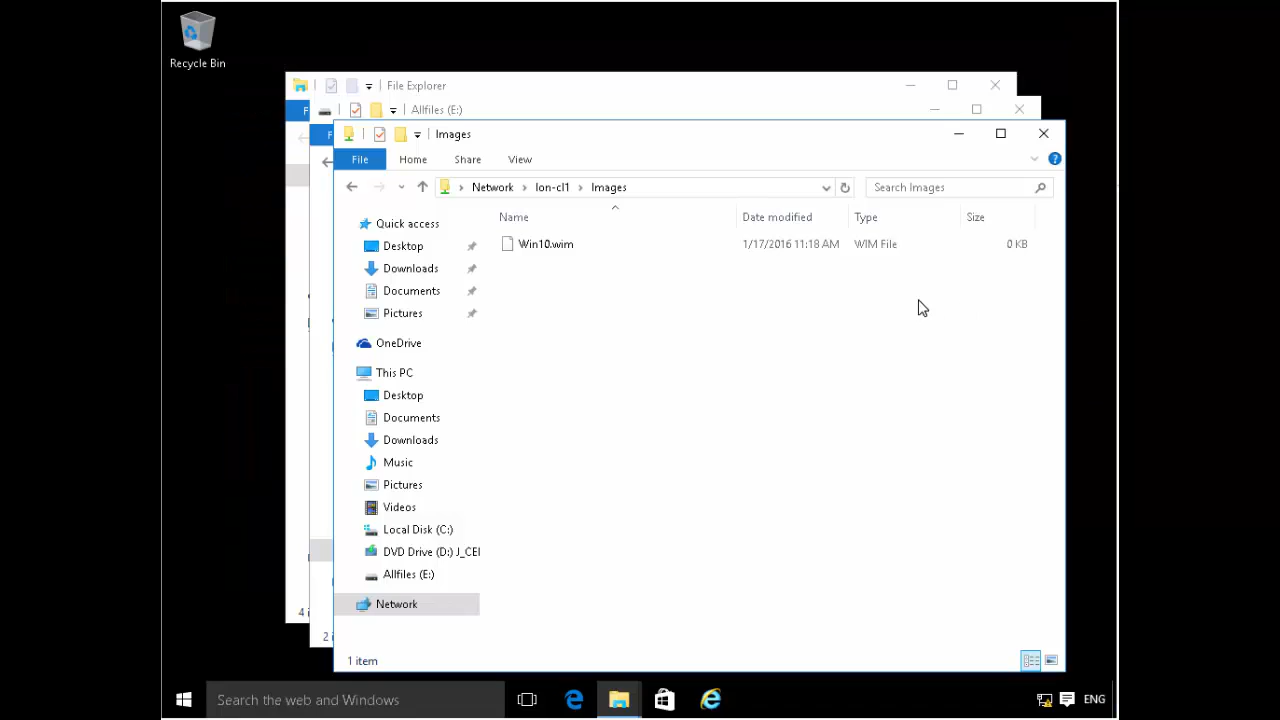 Recycle Bin
File Explorer
F
Allfiles (E:)
F
Images
File
Home
Share
View
Network
lon-cl1
Images
Search Images
Name
Date modified
Type
Size
Win10.wim
1/17/2016 11:18 AM
WIM File
0 KB
Quick access
Desktop
Downloads
Documents
Pictures
OneDrive
This PC
Desktop
Documents
Downloads
Music
Pictures
Videos
Local Disk (C:)
DVD Drive (D:) J_CEI
Allfiles (E:)
Network
4 i
2 i
1 item
Search the web and Windows
ENG